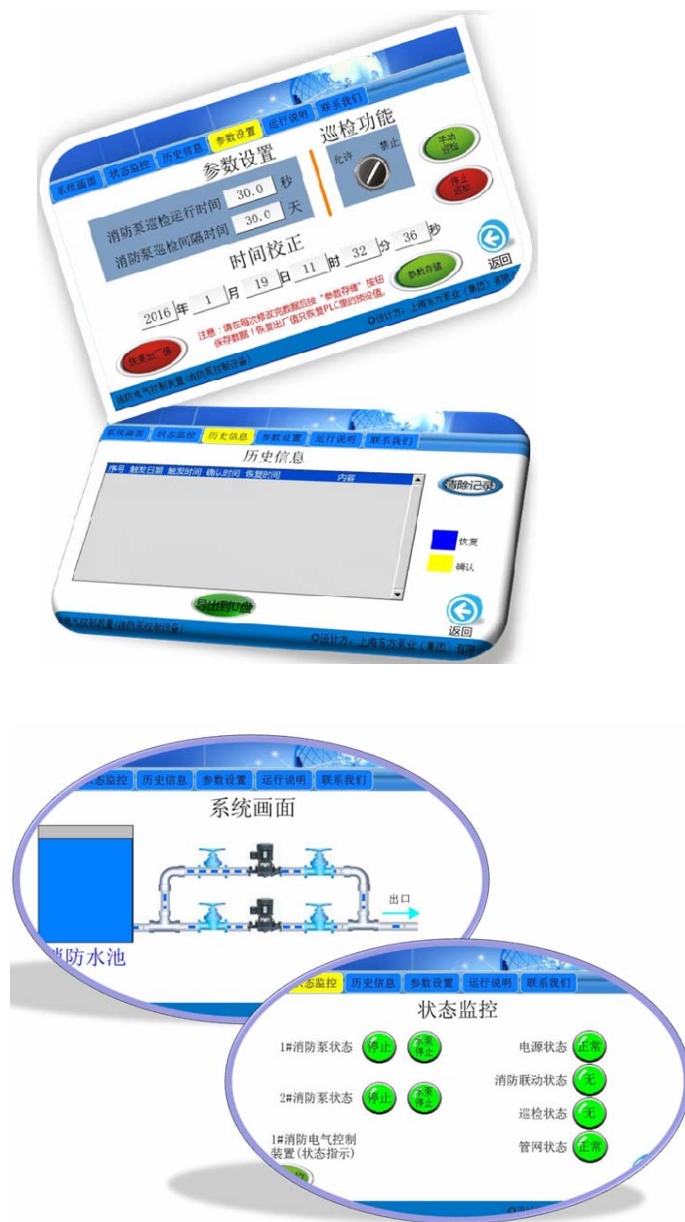 系统画面 状态监控 历史信息 参数设置 运行说明 联系我们
参数设置
巡检功能
允许 禁止
手动
巡检
停止
巡检
消防泵巡检运行时间 30.0 秒
消防泵巡检间隔时间 30.0 天
时间校正
2016 年 1 月 19 日 11 时 32 分 36 秒
返回
注意:请在每次修改完数据后按“参数存储”按钮
保存数据!恢复出厂值只恢复PLC里的预设值.
参数存储
恢复出厂值
消防电气控制装置(消防泵控制设备)
©设计方:上海东方泵业(集团)有限
系统画面 状态监控 历史信息 参数设置 运行说明 联系我们
历史信息
序号 触发日期 触发时间 确认时间 恢复时间 内容
清除记录
恢复
确认
导出到U盘
返回
电气控制装置(消防泵控制设备)
©设计方:上海东方泵业(集团)有限
状态监控 历史信息 参数设置 运行说明 联系我们
系统画面
出口
消防水池
状态监控 历史信息 参数设置 运行说明 联系我们
状态监控
1#消防泵状态 停止 水泵停止
电源状态 正常
消防联动状态 无
2#消防泵状态 停止 水泵停止
巡检状态 无
1#消防电气控制
装置(状态指示)
管网状态 正常